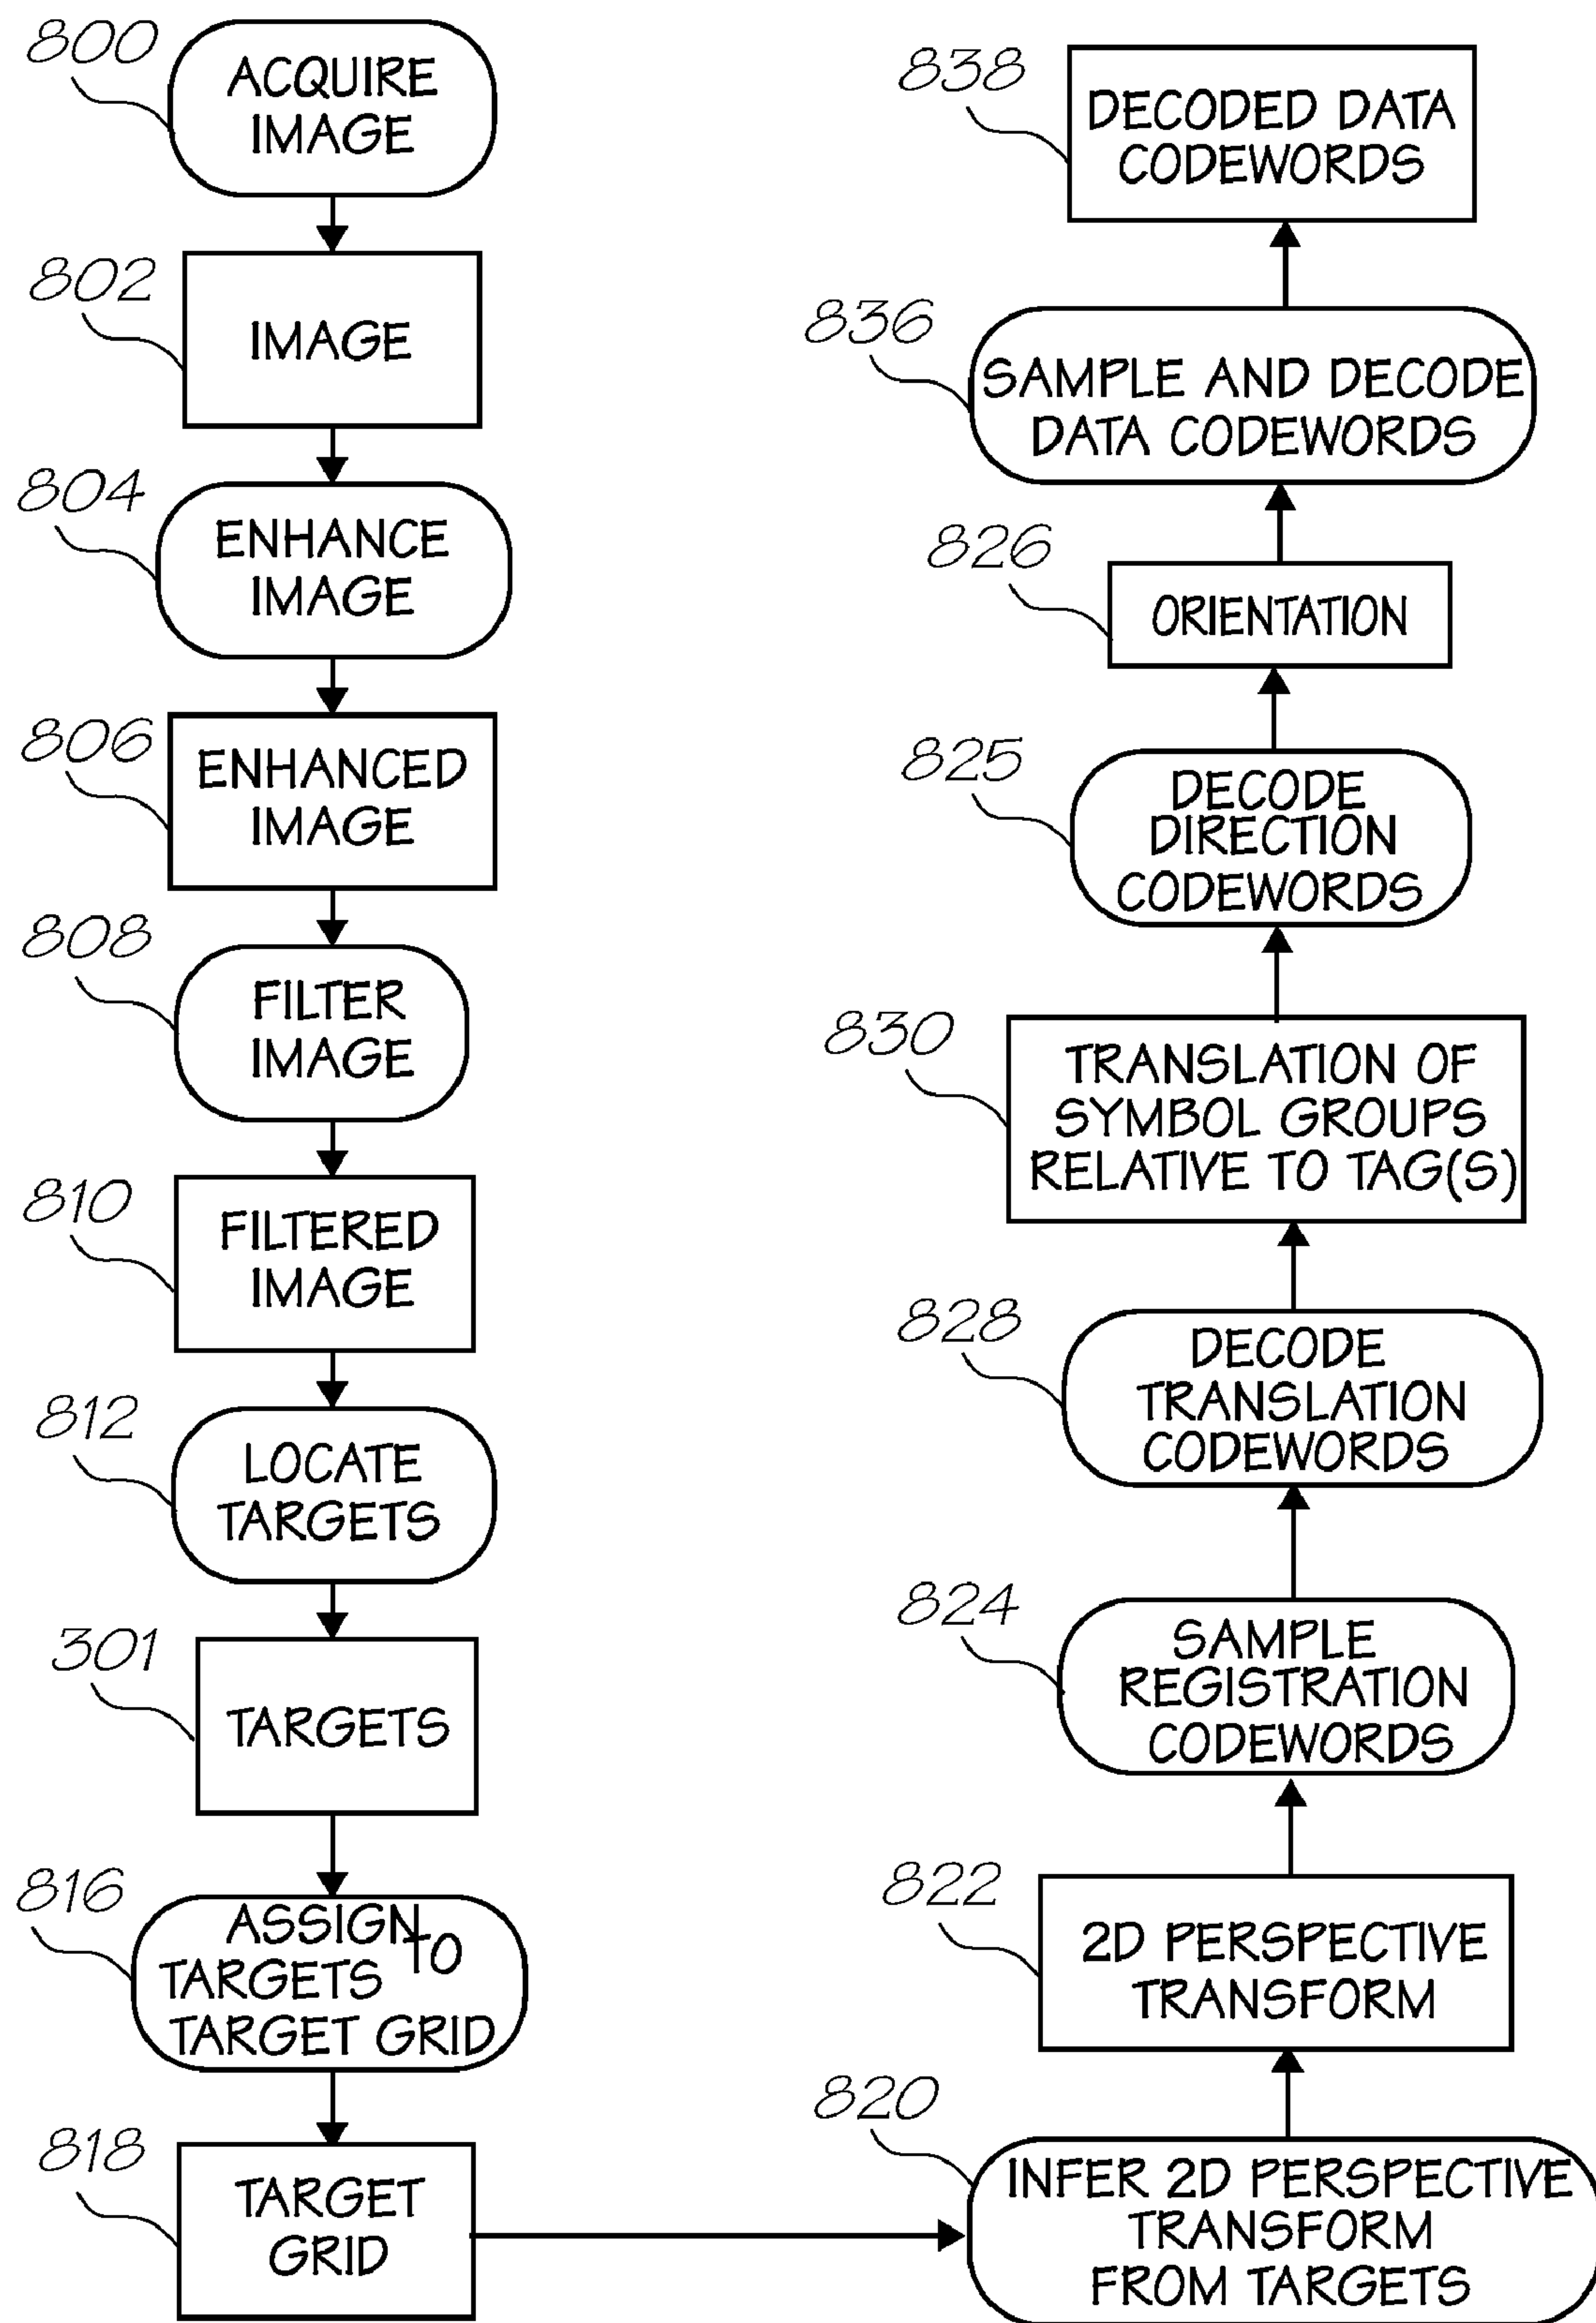 800
ACQUIRE
IMAGE
802
IMAGE
804
ENHANCE
IMAGE
806
ENHANCED
IMAGE
808
FILTER
IMAGE
810
FILTERED
IMAGE
812
LOCATE
TARGETS
301
TARGETS
816
ASSIGN TO
TARGETS
TARGET GRID
818
TARGET
GRID
820
INFER 2D PERSPECTIVE
TRANSFORM
FROM TARGETS
822
2D PERSPECTIVE
TRANSFORM
824
SAMPLE
REGISTRATION
CODEWORDS
828
DECODE
TRANSLATION
CODEWORDS
830
TRANSLATION OF
SYMBOL GROUPS
RELATIVE TO TAG(S)
825
DECODE
DIRECTION
CODEWORDS
826
ORIENTATION
836
SAMPLE AND DECODE
DATA CODEWORDS
838
DECODED DATA
CODEWORDS